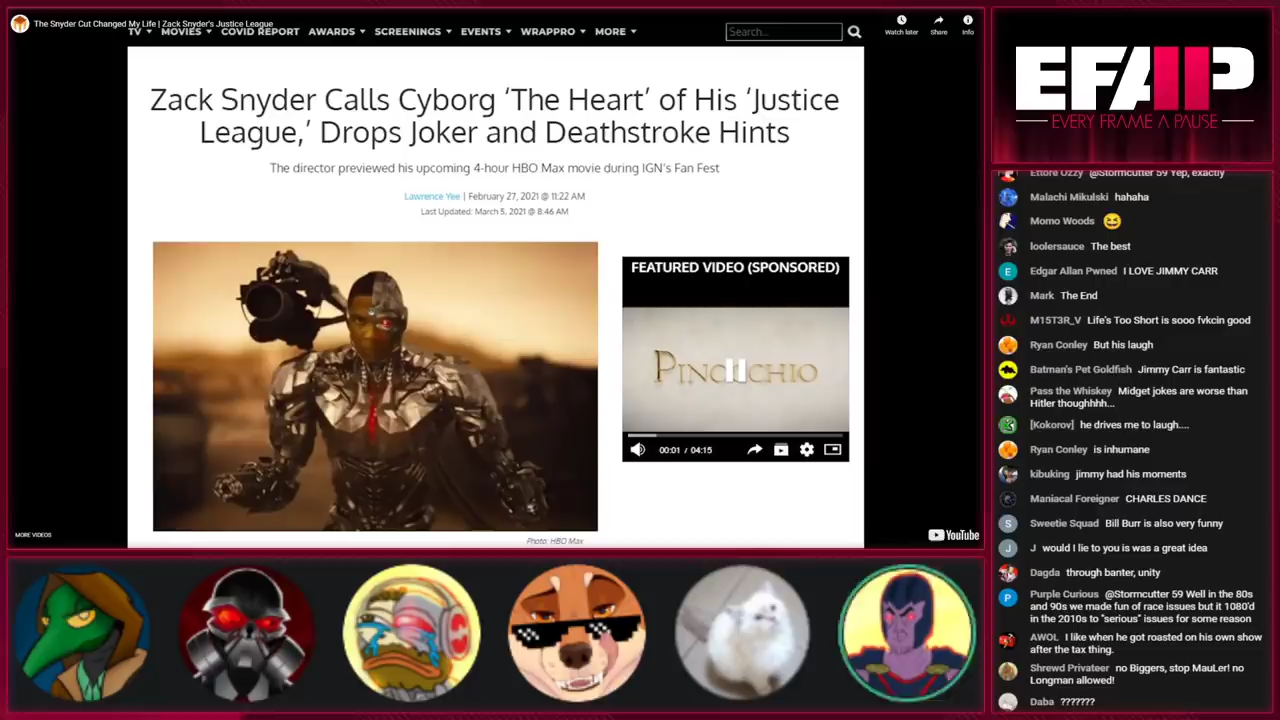 The Snyder Cut Changed My Life | Zack Snyder's Justice League
TV MOVIES COVID REPORT AWARDS SCREENINGS EVENTS WRAPPRO MORE
Search...
Watch later Share Info
Zack Snyder Calls Cyborg ‘The Heart’ of His ‘Justice
League,’ Drops Joker and Deathstroke Hints
The director previewed his upcoming 4-hour HBO Max movie during IGN's Fan Fest
Lawrence Yee | February 27, 2021 @ 11:22 AM
Last Updated: March 5, 2021 @ 8:46 AM
FEATURED VIDEO (SPONSORED)
00:01 / 04:15
Photo: HBO Max
MORE VIDEOS
YouTube
EFAP
EVERY FRAME A PAUSE
Ettore Ozzy @Stormcutter 59 Yep, exactly
Malachi Mikulski hahaha
Momo Woods 😆
loolersauce The best
E
Edgar Allan Pwned I LOVE JIMMY CARR
Mark The End
M15T3R_V Life's Too Short is sooo fvkcin good
Ryan Conley But his laugh
Batman's Pet Goldfish Jimmy Carr is fantastic
Pass the Whiskey Midget jokes are worse than
Hitler thoughhhh...
[Kokorov] he drives me to laugh....
Ryan Conley is inhumane
kibuking jimmy had his moments
Maniacal Foreigner CHARLES DANCE
S
Sweetie Squad Bill Burr is also very funny
J
J would I lie to you is was a great idea
Dagda through banter, unity
P
Purple Curious @Stormcutter 59 Well in the 80s
and 90s we made fun of race issues but it 1080'd
in the 2010s to "serious" issues for some reason
AWOL I like when he got roasted on his own show
after the tax thing.
Shrewd Privateer no Biggers, stop MauLer! no
Longman allowed!
Daba ???????